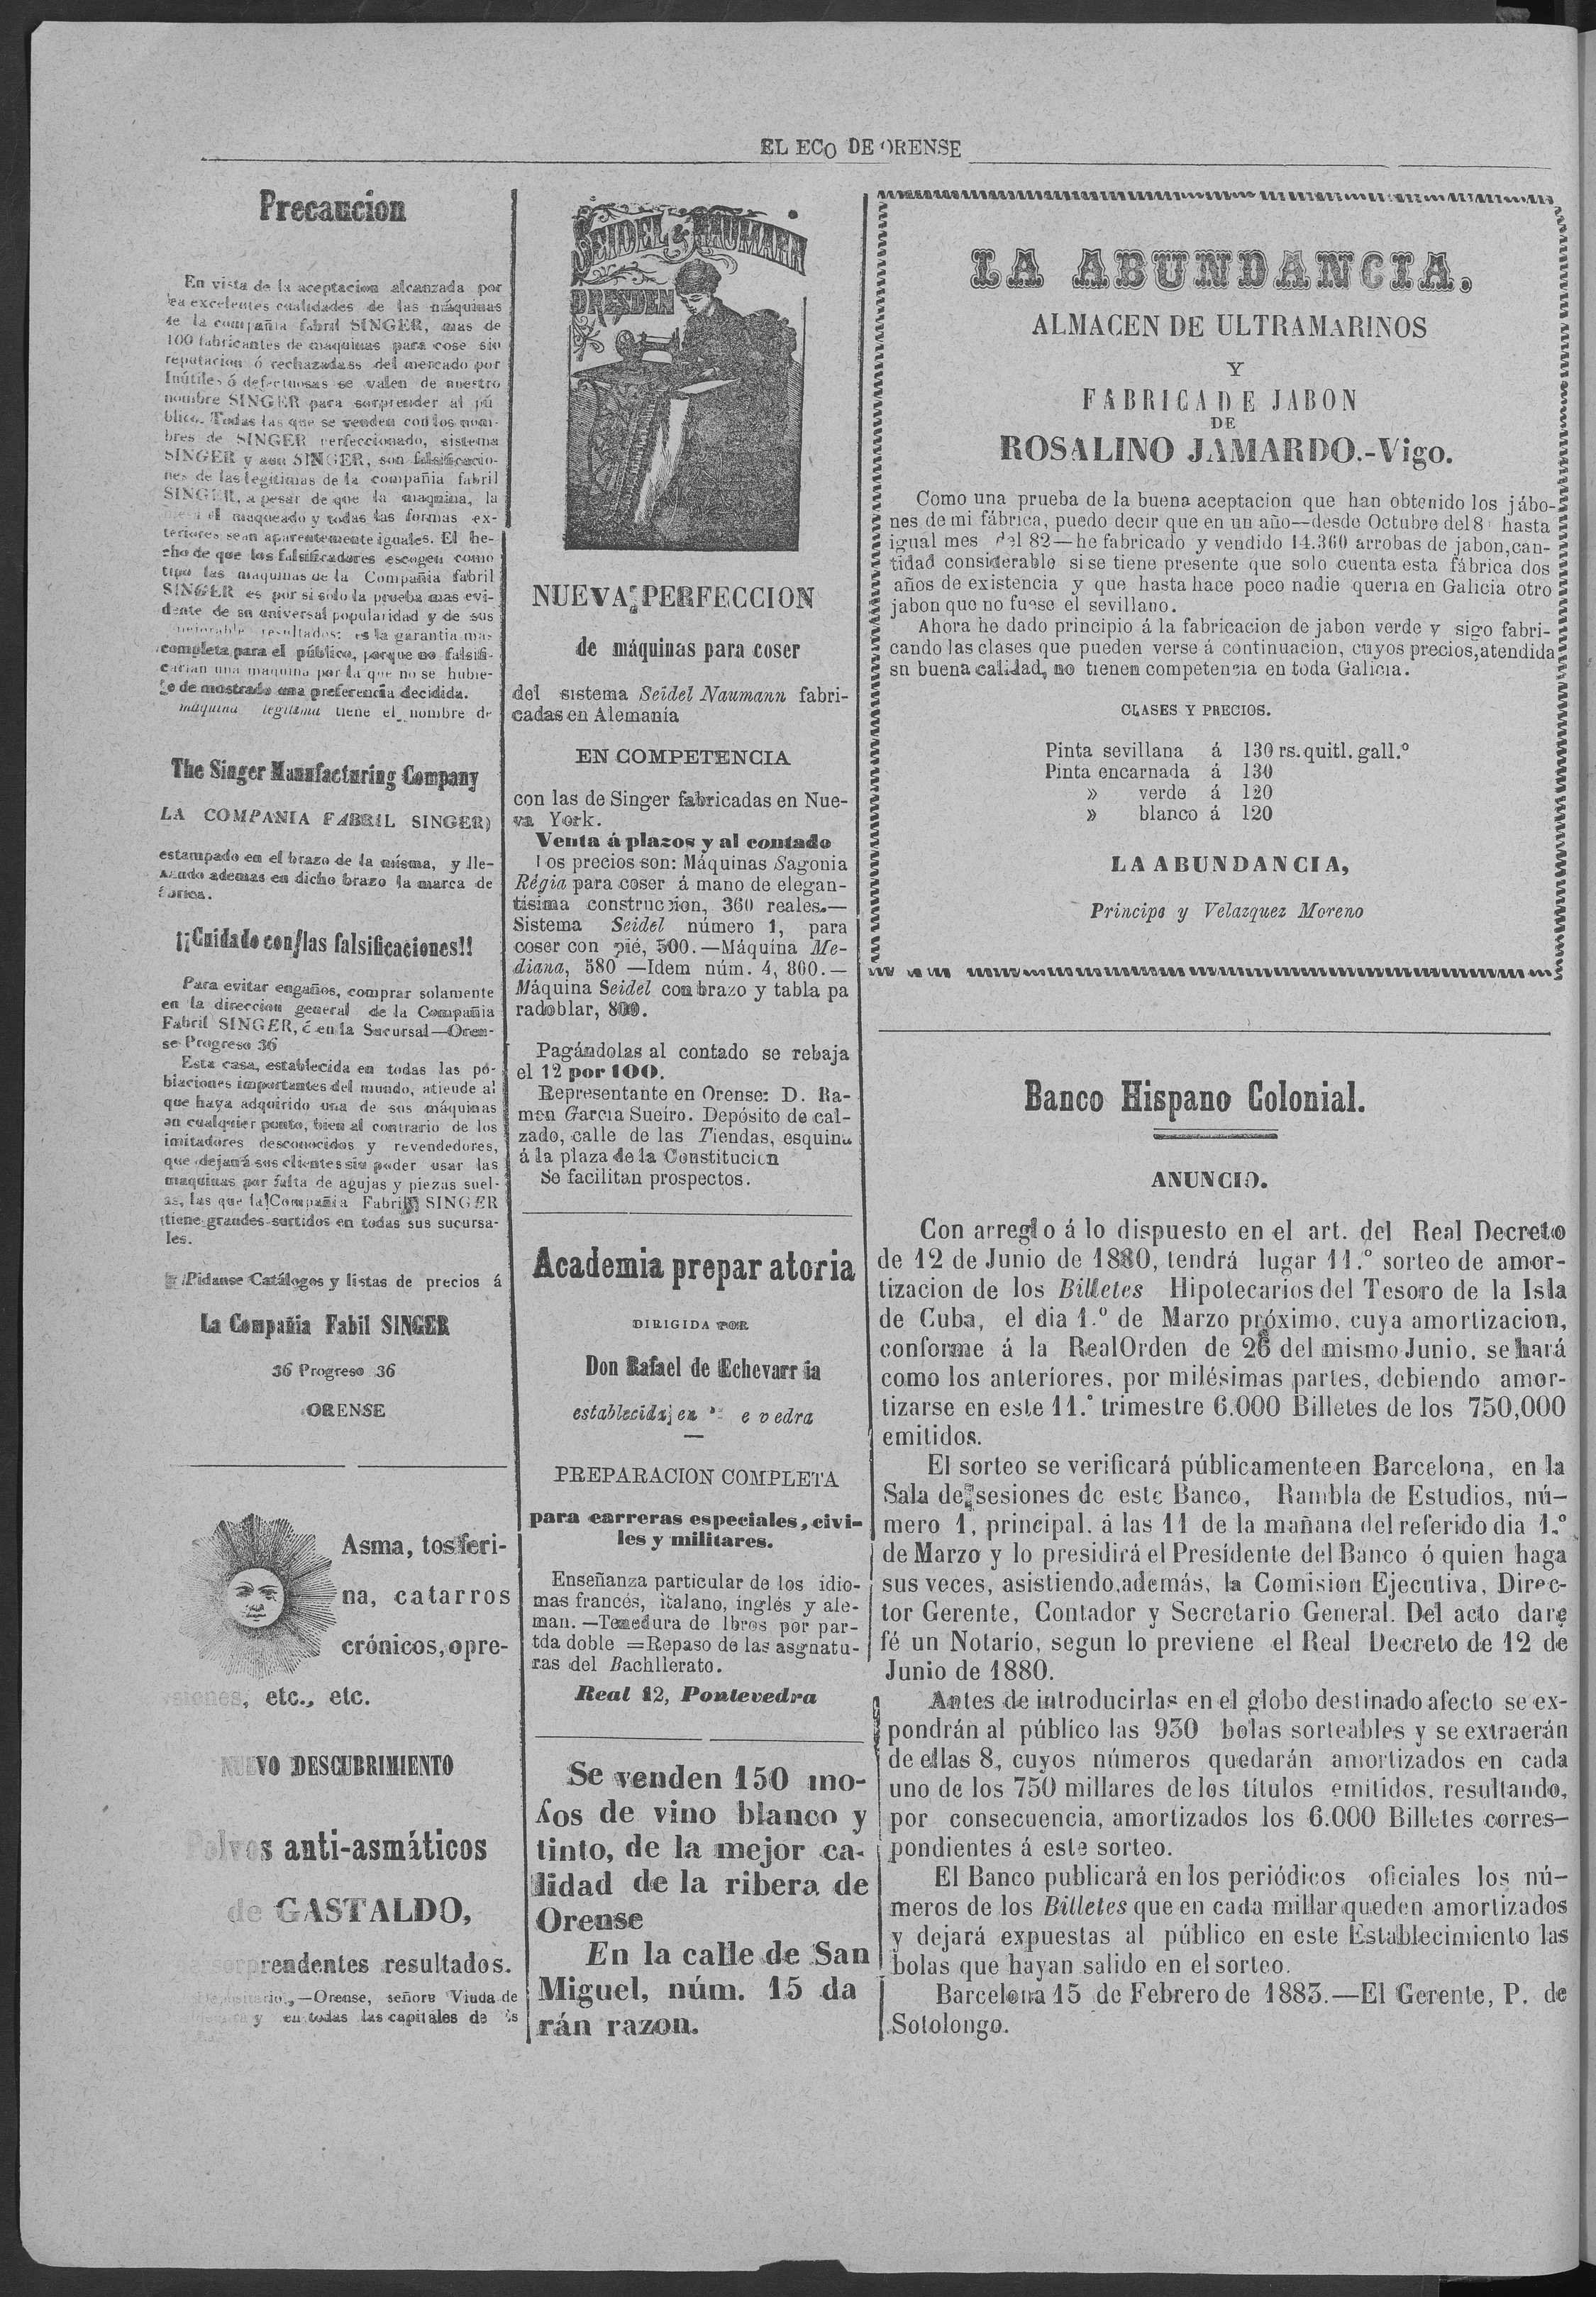 EL ECO DE ORENSE
Precaucion
En vista de la aceptacion alcanzada por
excelentes cualidades de las máquinas
de la compañia fabril SINGER, mas de
100 fabricantes de maquinas para cose sin
reputacion ó rechazadass del mercado por
Inútiles ó defectuosas se valen de nuestro
nombre SINGER para sorprender al pú
blico. Todas las que se venden con los nom-
bres de SINGER perfeccionado, sistema
SINGER y aun SINGER, son falsificacio-
nes de las legitimas de la compañia fabril
SINGER, a pesar de que la maquina, la
el maqueado y todas las formas ex-
teriores sean aparentemente iguales. El he-
cho de que los falsificadores escogen como
tipo las maquinas de la Compañia fabril
SINGER es por si solo la prueba mas evi-
dente de su universal popularidad y de sus
resultados: es la garantia mas
completa para el público, porque no falsifi-
carian una maquina por la que no se hubie-
se demostrado una preferencia decidida.
maquina legitima tiene el nombre de
The Singer Manufacturing Company
LA COMPANIA FABRIL SINGER)
estampado en el brazo de la misma, y lle-
vando ademas en dicho brazo la marca de
fabrica.
¡¡Cuidado con las falsificaciones!!
Para evitar engaños, comprar solamente
en la direccion general de la Compañia
Fabril SINGER, ó en la Sucursal—Oren-
se Progreso 36
Esta casa, establecida en todas las po-
blaciones importantes del mundo, atiende al
que haya adquirido una de sus máquinas
en cualquier punto, bien al contrario de los
imitadores desconocidos y revendedores,
que dejan á sus clientes sin poder usar las
maquinas por falta de agujas y piezas suel-
as, las que la Compañia Fabril SINGER
tiene grandes surtidos en todas sus sucursa-
les.
Pidanse Catálogos y listas de precios á
La Compañia Fabil SINGER
36 Progreso 36
ORENSE
Asma, tosferi-
na, catarros
crónicos, opre-
siones, etc., etc.
NUEVO DESCUBRIMIENTO
Polvos anti-asmáticos
de GASTALDO,
sorprendentes resultados.
Depositario,—Orense, señora Viuda de
y en todas las capitales de
SEIDEL & NAUMANN
DRESDEN
NUEVA PERFECCION
de máquinas para coser
del sistema Seidel Naumann fabri-
cadas en Alemania
EN COMPETENCIA
con las de Singer fabricadas en Nue-
va York.
Venta á plazos y al contado
Los precios son: Máquinas Sagonia
Régia para coser á mano de elegan-
tisima construccion, 360 reales.—
Sistema Seidel número 1, para
coser con pié, 500.—Máquina Me-
diana, 580 —Idem núm. 4, 800.—
Máquina Seidel con brazo y tabla pa
radoblar, 800.
Pagándolas al contado se rebaja
el 12 por 100.
Representante en Orense: D. Ra-
mon Garcia Sueiro. Depósito de cal-
zado, calle de las Tiendas, esquina
á la plaza de la Constitucion
Se facilitan prospectos.
Academia prepar atoria
DIRIGIDA POR
Don Rafael de Echevarr ia
establecida en e vedra
PREPARACION COMPLETA
para carreras especiales, civi-
les y militares.
Enseñanza particular de los idio-
mas francés, italano, inglés y ale-
man. —Tenedura de lbros por par-
tda doble =Repaso de las asgnatu-
ras del Bachllerato.
Real 12, Pontevedra
Se venden 150 mo-
yos de vino blanco y
tinto, de la mejor ca-
lidad de la ribera de
Orense
En la calle de San
Miguel, núm. 15 da
rán razon.
LA ABUNDANCIA.
ALMACEN DE ULTRAMARINOS
Y
FABRICA DE JABON
DE
ROSALINO JAMARDO.-Vigo.
Como una prueba de la buena aceptacion que han obtenido los jábo-
nes de mi fábrica, puedo decir que en un año--desde Octubre del 8 hasta
igual mes del 82—he fabricado y vendido 14.360 arrobas de jabon, can-
tidad considerable si se tiene presente que solo cuenta esta fábrica dos
años de existencia y que hasta hace poco nadie queria en Galicia otro
jabon que no fuese el sevillano.
Ahora he dado principio á la fabricacion de jabon verde y sigo fabri-
cando las clases que pueden verse á continuacion, cuyos precios, atendida
su buena calidad, no tienen competencia en toda Galicia.
CLASES Y PRECIOS.
Pinta sevillana á 130 rs. quitl. gall.º
Pinta encarnada á 130
» verde á 120
» blanco á 120
LA ABUNDANCIA,
Principe y Velazquez Moreno
Banco Hispano Colonial.
ANUNCIO.
Con arreglo á lo dispuesto en el art. del Real Decreto
de 12 de Junio de 1880, tendrá lugar 11.º sorteo de amor-
tizacion de los Billetes Hipotecarios del Tesoro de la Isla
de Cuba, el dia 1.º de Marzo próximo, cuya amortizacion,
conforme á la Real Orden de 26 del mismo Junio, se hará
como los anteriores, por milésimas partes, debiendo amor-
tizarse en este 11.º trimestre 6.000 Billetes de los 750,000
emitidos.
El sorteo se verificará públicamente en Barcelona, en la
Sala de sesiones de este Banco, Rambla de Estudios, nú-
mero 1, principal. á las 11 de la mañana del referido dia 1.º
de Marzo y lo presidirá el Presidente del Banco ó quien haga
sus veces, asistiendo, además, la Comision Ejecutiva, Direc-
tor Gerente, Contador y Secretario General. Del acto dare
fé un Notario, segun lo previene el Real Decreto de 12 de
Junio de 1880.
Antes de introducirlas en el globo destinado afecto se ex-
pondrán al público las 930 bolas sorteables y se extraerán
de ellas 8, cuyos números quedarán amortizados en cada
uno de los 750 millares de los títulos emitidos, resultando,
por consecuencia, amortizados los 6.000 Billetes corres-
pondientes á este sorteo.
El Banco publicará en los periódicos oficiales los nú-
meros de los Billetes que en cada millar queden amortizados
y dejará expuestas al público en este Establecimiento las
bolas que hayan salido en el sorteo.
Barcelona 15 de Febrero de 1883.—El Gerente, P. de
Sotolongo.